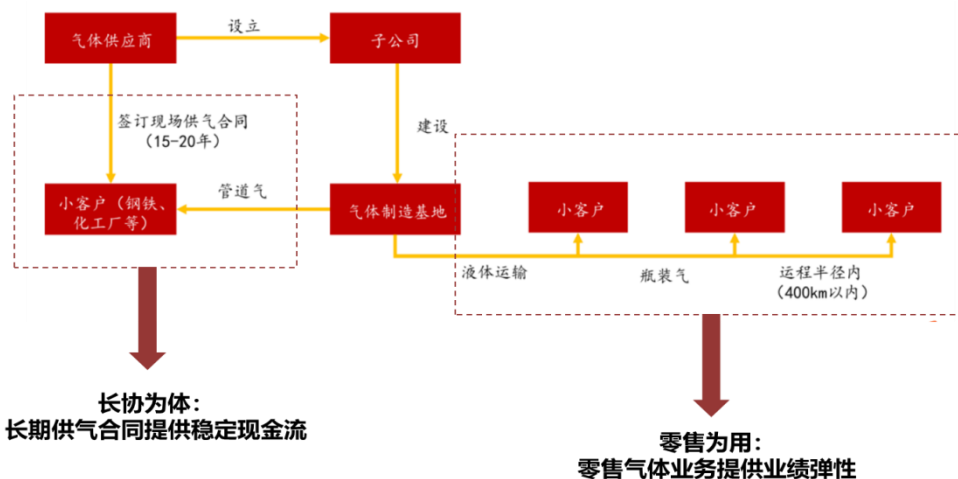 气体供应商
设立
子公司
签订现场供气合同
（15-20年）
建设
小客户（钢铁、
化工厂等）
管道气
气体制造基地
小客户
小客户
小客户
液体运输
瓶装气
运程半径内
（400km以内）
长协为体：
长期供气合同提供稳定现金流
零售为用：
零售气体业务提供业绩弹性